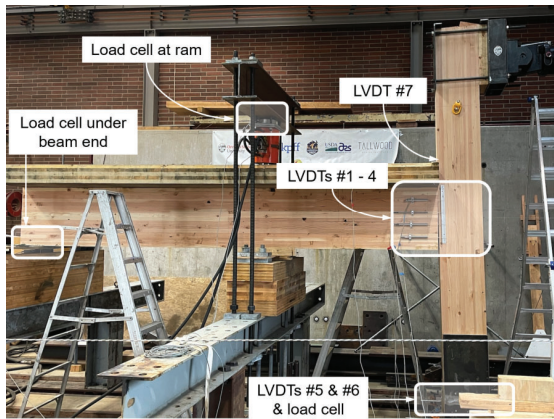 Load cell at ram
LVDT #7
Load cell under
beam end
LVDTs #1 - 4
TALLWOOD
LVDTs #5 & #6
& load cell